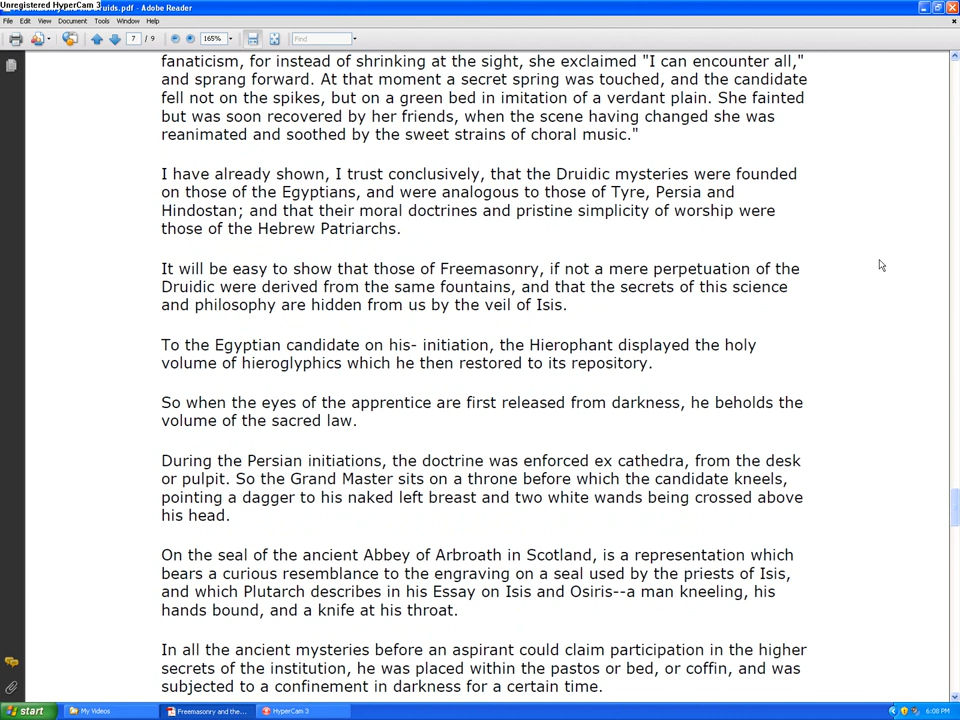 Unregistered HyperCam 3
uids.pdf - Adobe Reader
File Edit View Document Tools Window Help
7 / 9 165% Find
fanaticism, for instead of shrinking at the sight, she exclaimed "I can encounter all,"
and sprang forward. At that moment a secret spring was touched, and the candidate
fell not on the spikes, but on a green bed in imitation of a verdant plain. She fainted
but was soon recovered by her friends, when the scene having changed she was
reanimated and soothed by the sweet strains of choral music."
I have already shown, I trust conclusively, that the Druidic mysteries were founded
on those of the Egyptians, and were analogous to those of Tyre, Persia and
Hindostan; and that their moral doctrines and pristine simplicity of worship were
those of the Hebrew Patriarchs.
It will be easy to show that those of Freemasonry, if not a mere perpetuation of the
Druidic were derived from the same fountains, and that the secrets of this science
and philosophy are hidden from us by the veil of Isis.
To the Egyptian candidate on his- initiation, the Hierophant displayed the holy
volume of hieroglyphics which he then restored to its repository.
So when the eyes of the apprentice are first released from darkness, he beholds the
volume of the sacred law.
During the Persian initiations, the doctrine was enforced ex cathedra, from the desk
or pulpit. So the Grand Master sits on a throne before which the candidate kneels,
pointing a dagger to his naked left breast and two white wands being crossed above
his head.
On the seal of the ancient Abbey of Arbroath in Scotland, is a representation which
bears a curious resemblance to the engraving on a seal used by the priests of Isis,
and which Plutarch describes in his Essay on Isis and Osiris--a man kneeling, his
hands bound, and a knife at his throat.
In all the ancient mysteries before an aspirant could claim participation in the higher
secrets of the institution, he was placed within the pastos or bed, or coffin, and was
subjected to a confinement in darkness for a certain time.
start My Videos Freemasonry and the... HyperCam 3 6:08 PM